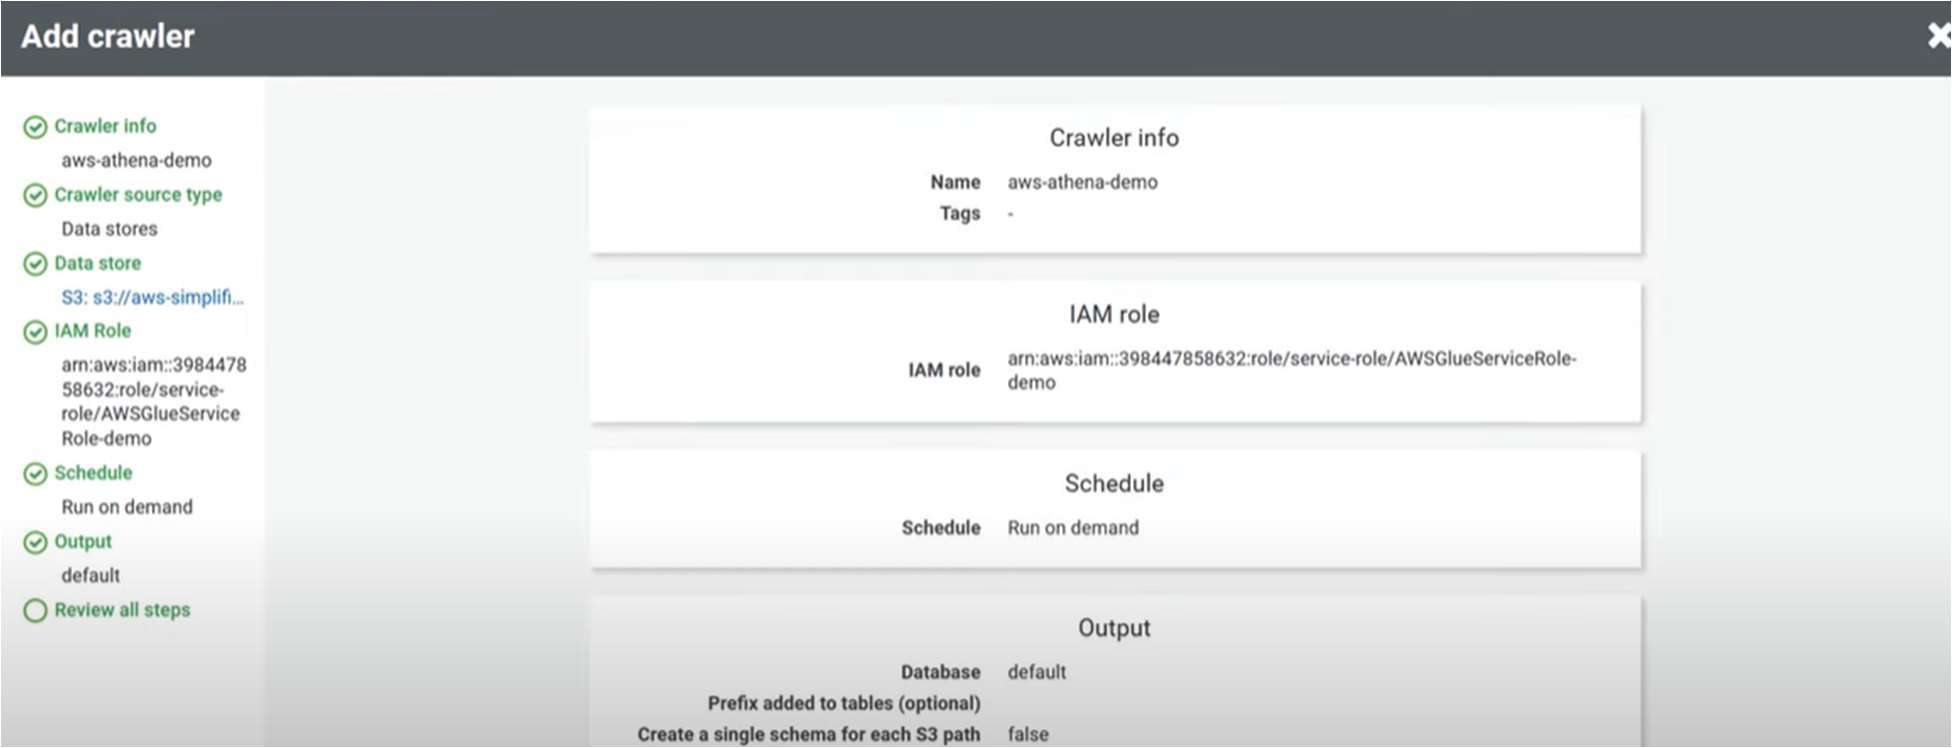 Add crawler
Crawler info
aws-athena-demo
Crawler source type
Data stores
Data store
S3: s3://aws-simplifi...
IAM Role
arn:aws:iam::3984478
58632:role/service-
role/AWSGlueService
Role-demo
Schedule
Run on demand
Output
default
Review all steps
Crawler info
Name aws-athena-demo
Tags -
IAM role
IAM role arn:aws:iam::398447858632:role/service-role/AWSGlueServiceRole-
demo
Schedule
Schedule Run on demand
Output
Database default
Prefix added to tables (optional)
Create a single schema for each S3 path false